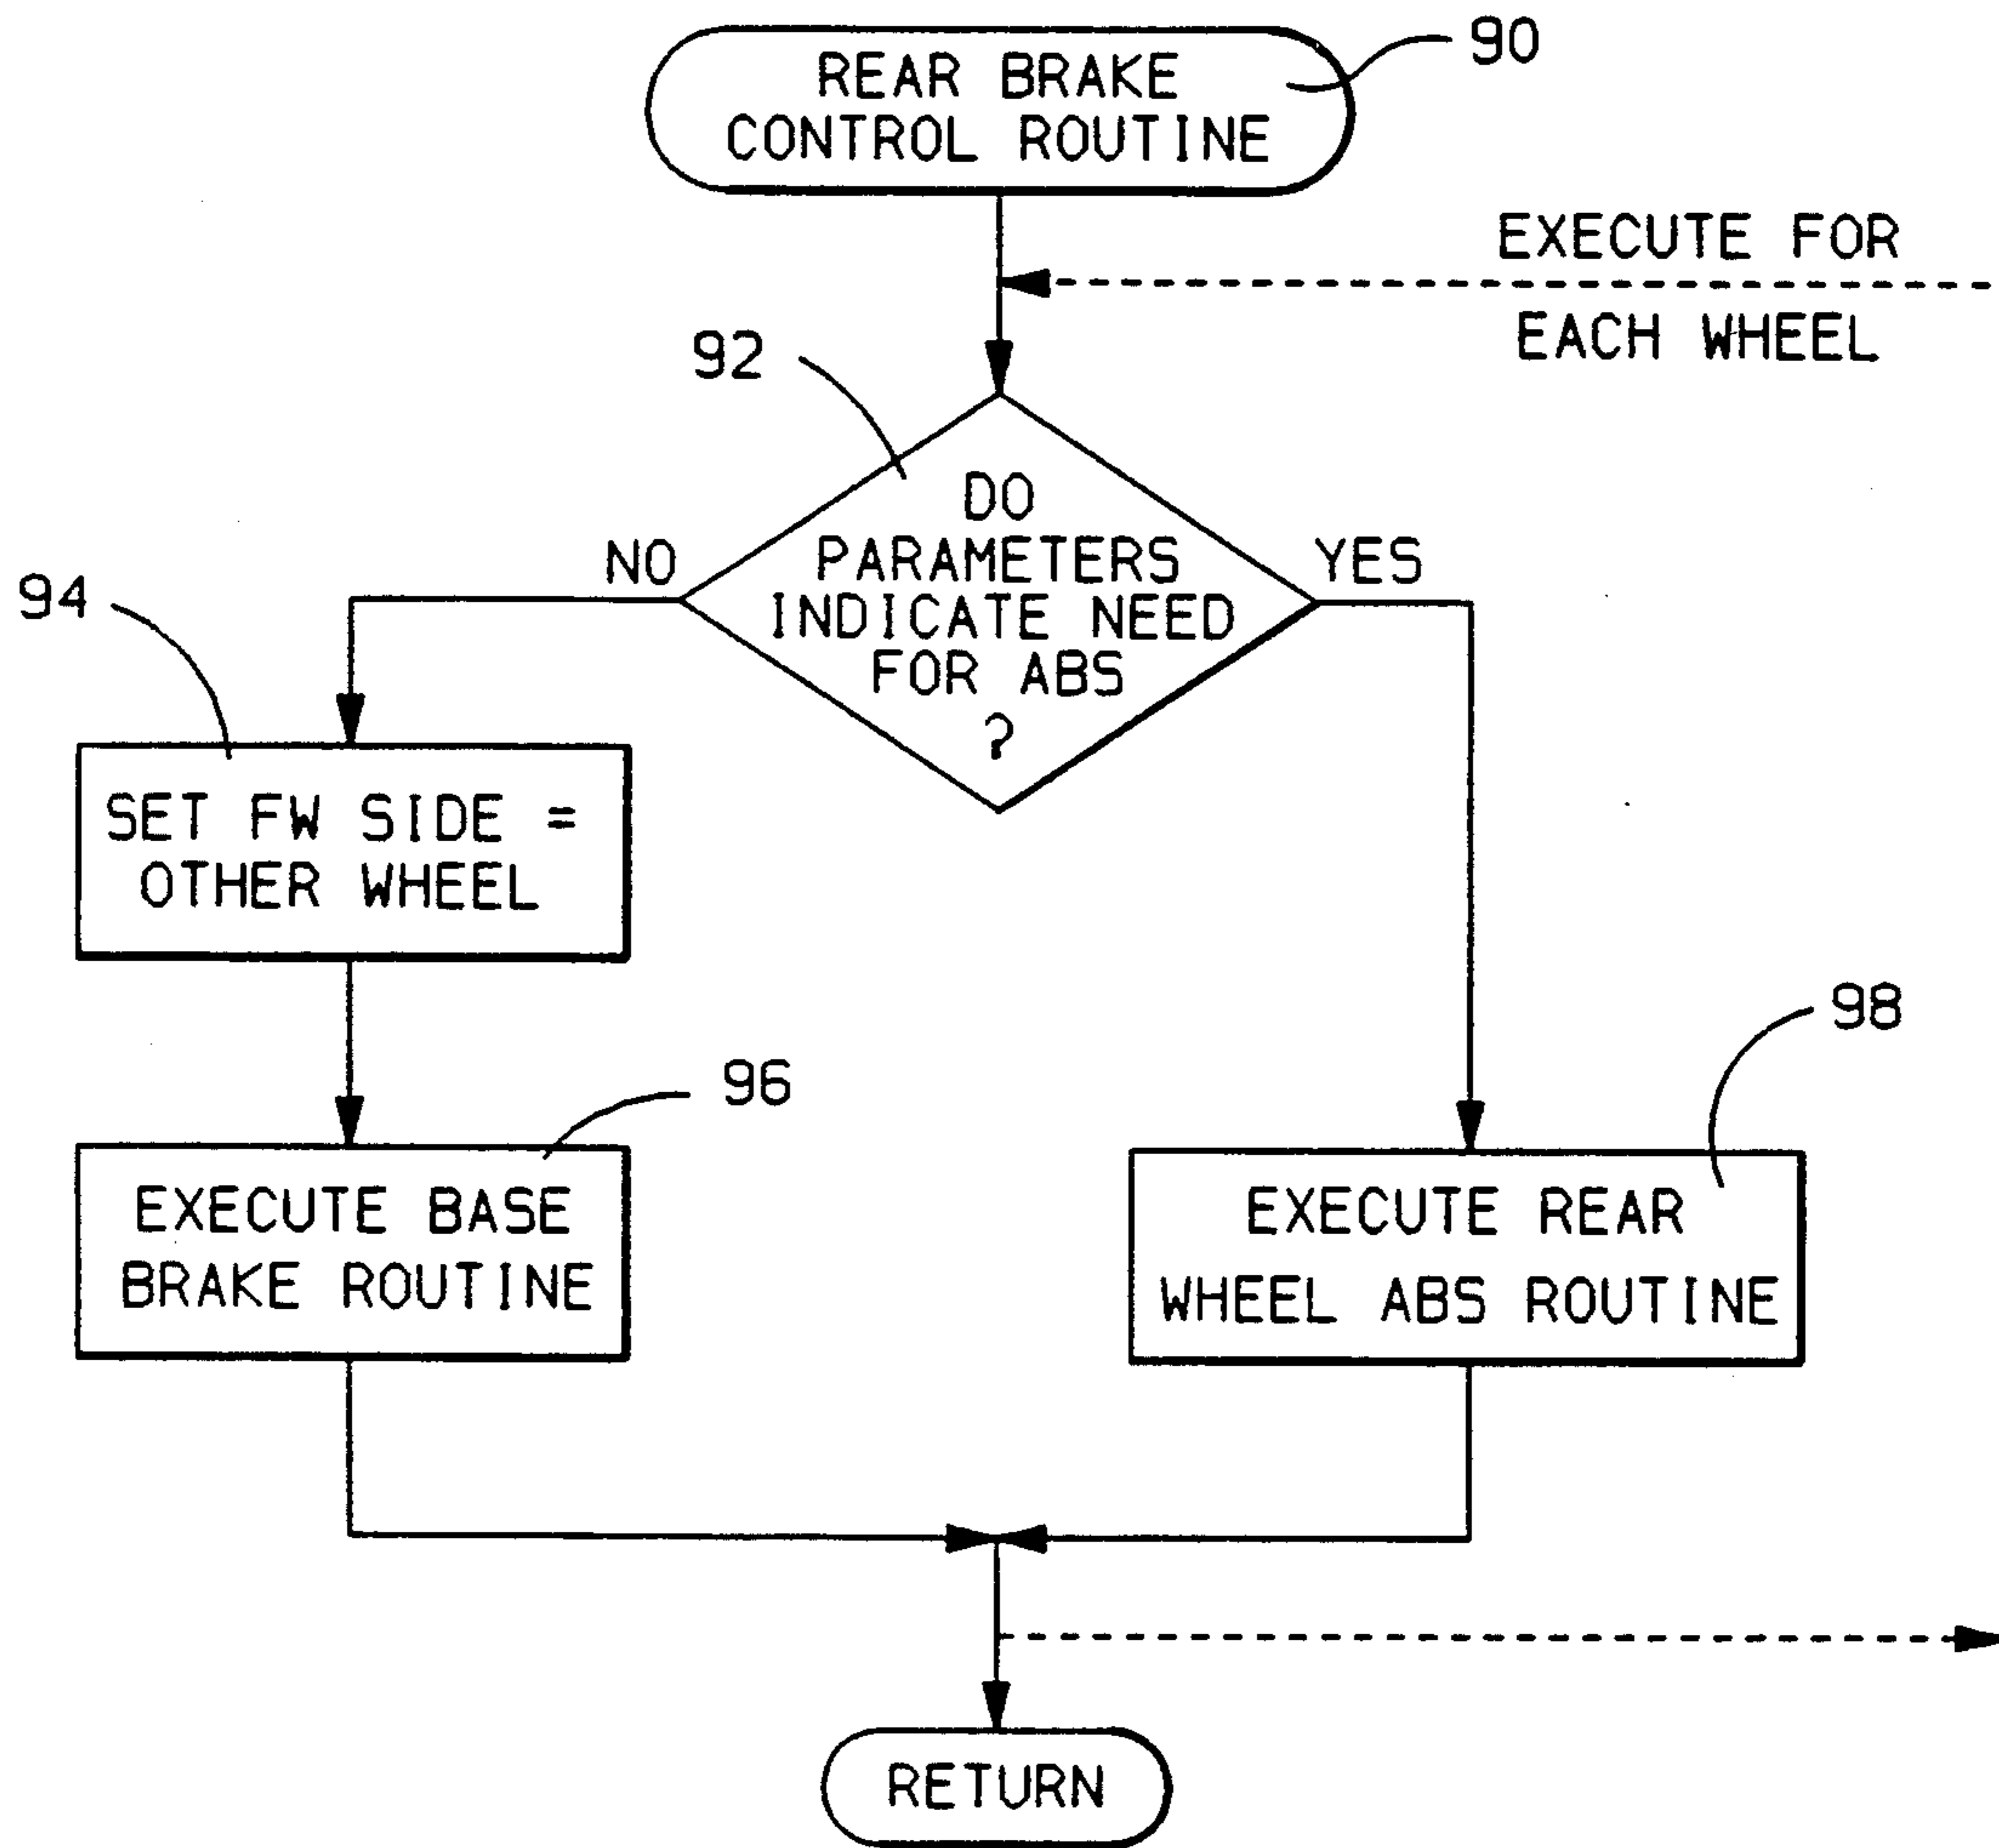 REAR BRAKE
CONTROL ROUTINE
90
EXECUTE FOR
EACH WHEEL
92
DO
PARAMETERS
INDICATE NEED
FOR ABS
?
NO
YES
94
SET FW SIDE =
OTHER WHEEL
96
EXECUTE BASE
BRAKE ROUTINE
98
EXECUTE REAR
WHEEL ABS ROUTINE
RETURN